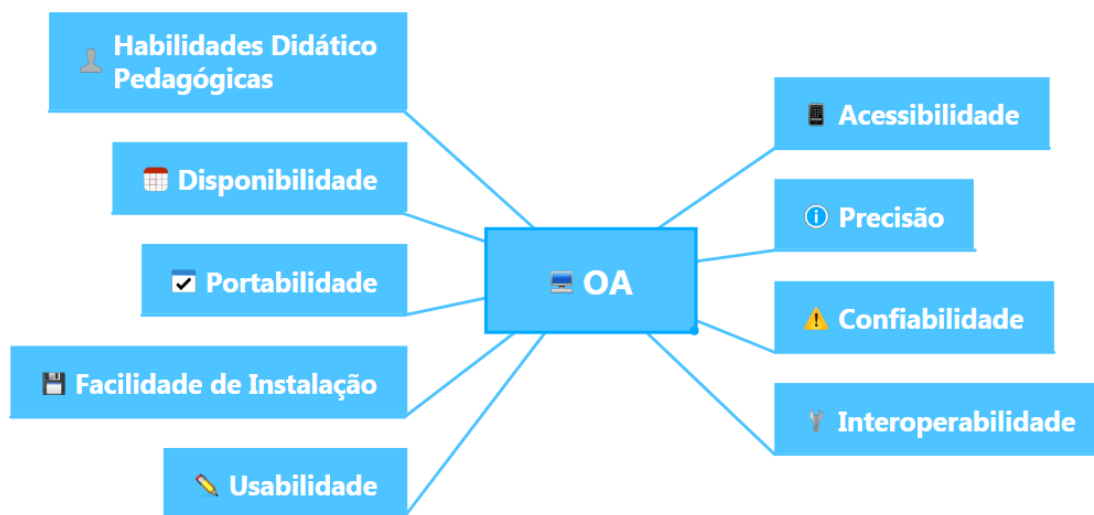 Habilidades Didático
Pedagógicas
Disponibilidade
Portabilidade
Facilidade de Instalação
Usabilidade
OA
Acessibilidade
Precisão
Confiabilidade
Interoperabilidade